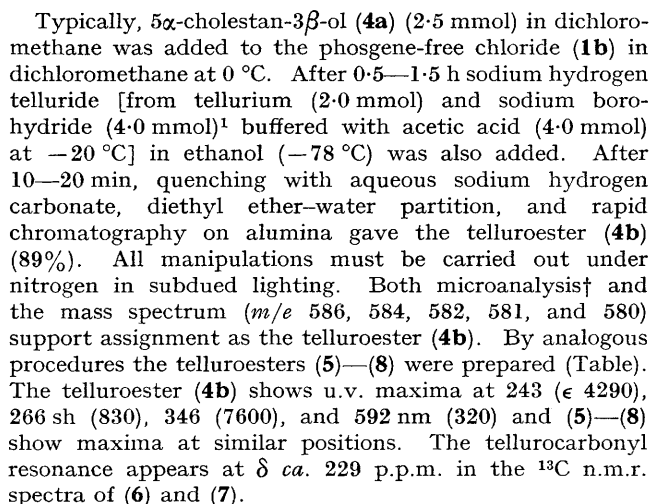 Typically, 5α-cholestan-3β-ol (4a) (2·5 mmol) in dichloro-
methane was added to the phosgene-free chloride (1b) in
dichloromethane at 0 °C. After 0·5—1·5 h sodium hydrogen
telluride [from tellurium (2·0 mmol) and sodium boro-
hydride (4·0 mmol)¹ buffered with acetic acid (4·0 mmol)
at −20 °C] in ethanol (−78 °C) was also added. After
10—20 min, quenching with aqueous sodium hydrogen
carbonate, diethyl ether–water partition, and rapid
chromatography on alumina gave the telluroester (4b)
(89%). All manipulations must be carried out under
nitrogen in subdued lighting. Both microanalysis† and
the mass spectrum (m/e 586, 584, 582, 581, and 580)
support assignment as the telluroester (4b). By analogous
procedures the telluroesters (5)—(8) were prepared (Table).
The telluroester (4b) shows u.v. maxima at 243 (ϵ 4290),
266 sh (830), 346 (7600), and 592 nm (320) and (5)—(8)
show maxima at similar positions. The tellurocarbonyl
resonance appears at δ ca. 229 p.p.m. in the ¹³C n.m.r.
spectra of (6) and (7).